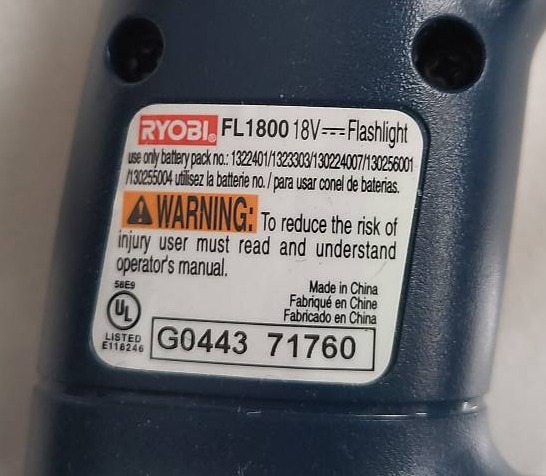 RYOBI® FL1800 18V⎓Flashlight
use only battery pack no.: 1322401/1323303/130224007/130256001
/130255004 utilisez la batterie no. / para usar conel de baterias.
⚠WARNING: To reduce the risk of
injury user must read and understand
operator's manual.
58E9
UL
LISTED
E116246
Made in China
Fabriqué en Chine
Fabricado en China
G0443 71760